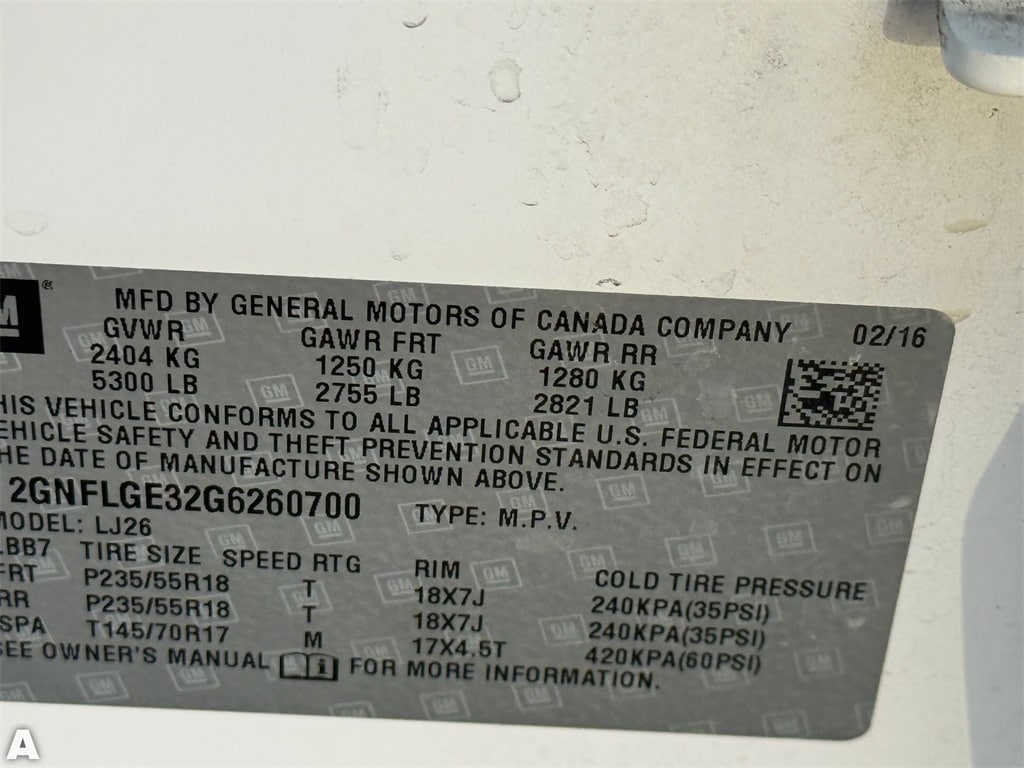 MFD BY GENERAL MOTORS OF CANADA COMPANY 02/16
GVWR GAWR FRT GAWR RR
2404 KG 1250 KG 1280 KG
5300 LB 2755 LB 2821 LB
HIS VEHICLE CONFORMS TO ALL APPLICABLE U.S. FEDERAL MOTOR
EHICLE SAFETY AND THEFT PREVENTION STANDARDS IN EFFECT ON
HE DATE OF MANUFACTURE SHOWN ABOVE.
2GNFLGE32G6260700 TYPE: M.P.V.
MODEL: LJ26
LBB7 TIRE SIZE SPEED RTG RIM COLD TIRE PRESSURE
FRT P235/55R18 T 18X7J 240KPA(35PSI)
RR P235/55R18 T 18X7J 240KPA(35PSI)
SPA T145/70R17 M 17X4.5T 420KPA(60PSI)
SEE OWNER'S MANUAL FOR MORE INFORMATION.
A